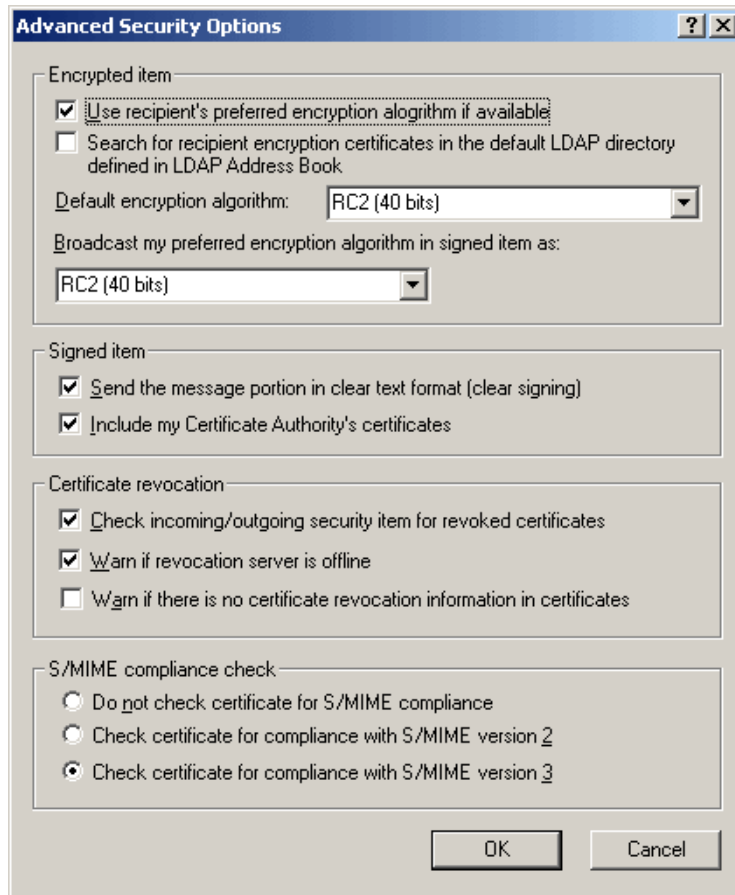 Advanced Security Options
Encrypted item
Use recipient's preferred encryption alogrithm if available
Search for recipient encryption certificates in the default LDAP directory
defined in LDAP Address Book
Default encryption algorithm: RC2 (40 bits)
Broadcast my preferred encryption algorithm in signed item as:
RC2 (40 bits)
Signed item
Send the message portion in clear text format (clear signing)
Include my Certificate Authority's certificates
Certificate revocation
Check incoming/outgoing security item for revoked certificates
Warn if revocation server is offline
Warn if there is no certificate revocation information in certificates
S/MIME compliance check
Do not check certificate for S/MIME compliance
Check certificate for compliance with S/MIME version 2
Check certificate for compliance with S/MIME version 3
OK Cancel